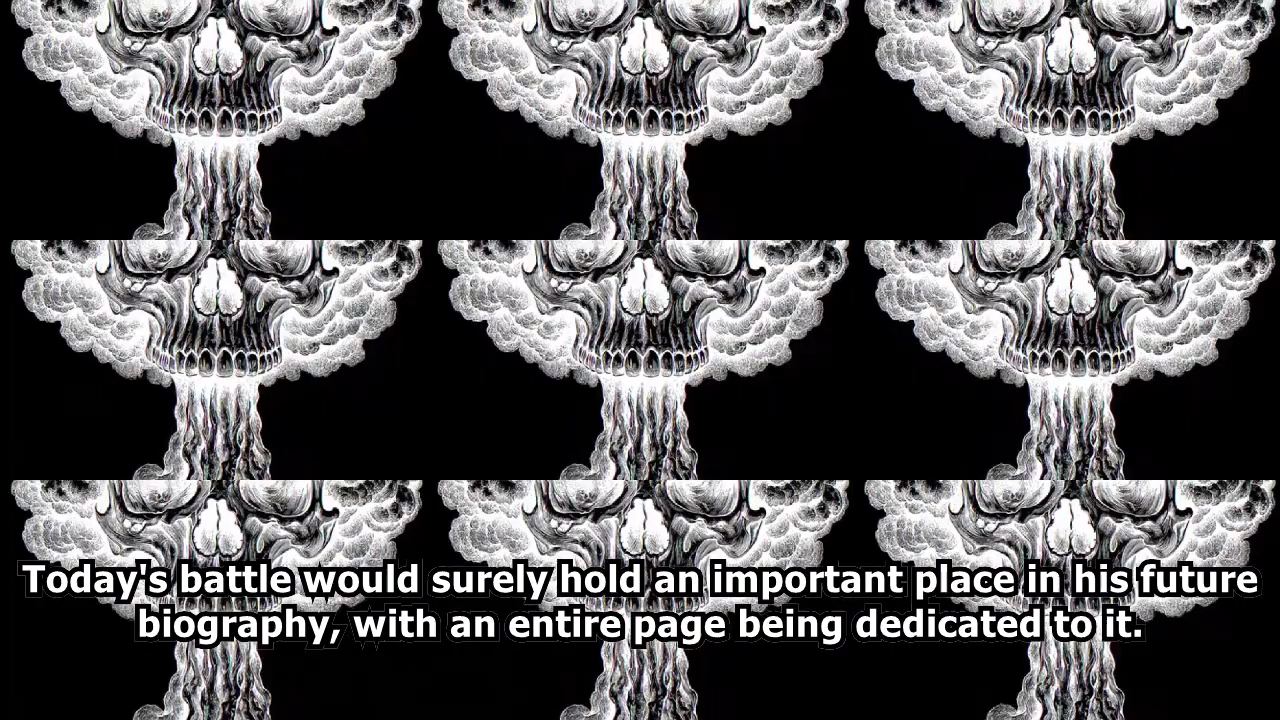 Today's battle would surely hold an important place in his future
biography, with an entire page being dedicated to it.